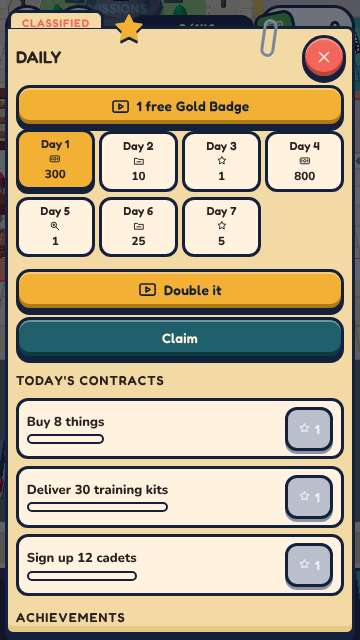 CLASSIFIED
DAILY
1 free Gold Badge
Day 1
300
Day 2
10
Day 3
1
Day 4
800
Day 5
1
Day 6
25
Day 7
5
Double it
Claim
TODAY'S CONTRACTS
Buy 8 things
1
Deliver 30 training kits
1
Sign up 12 cadets
1
ACHIEVEMENTS